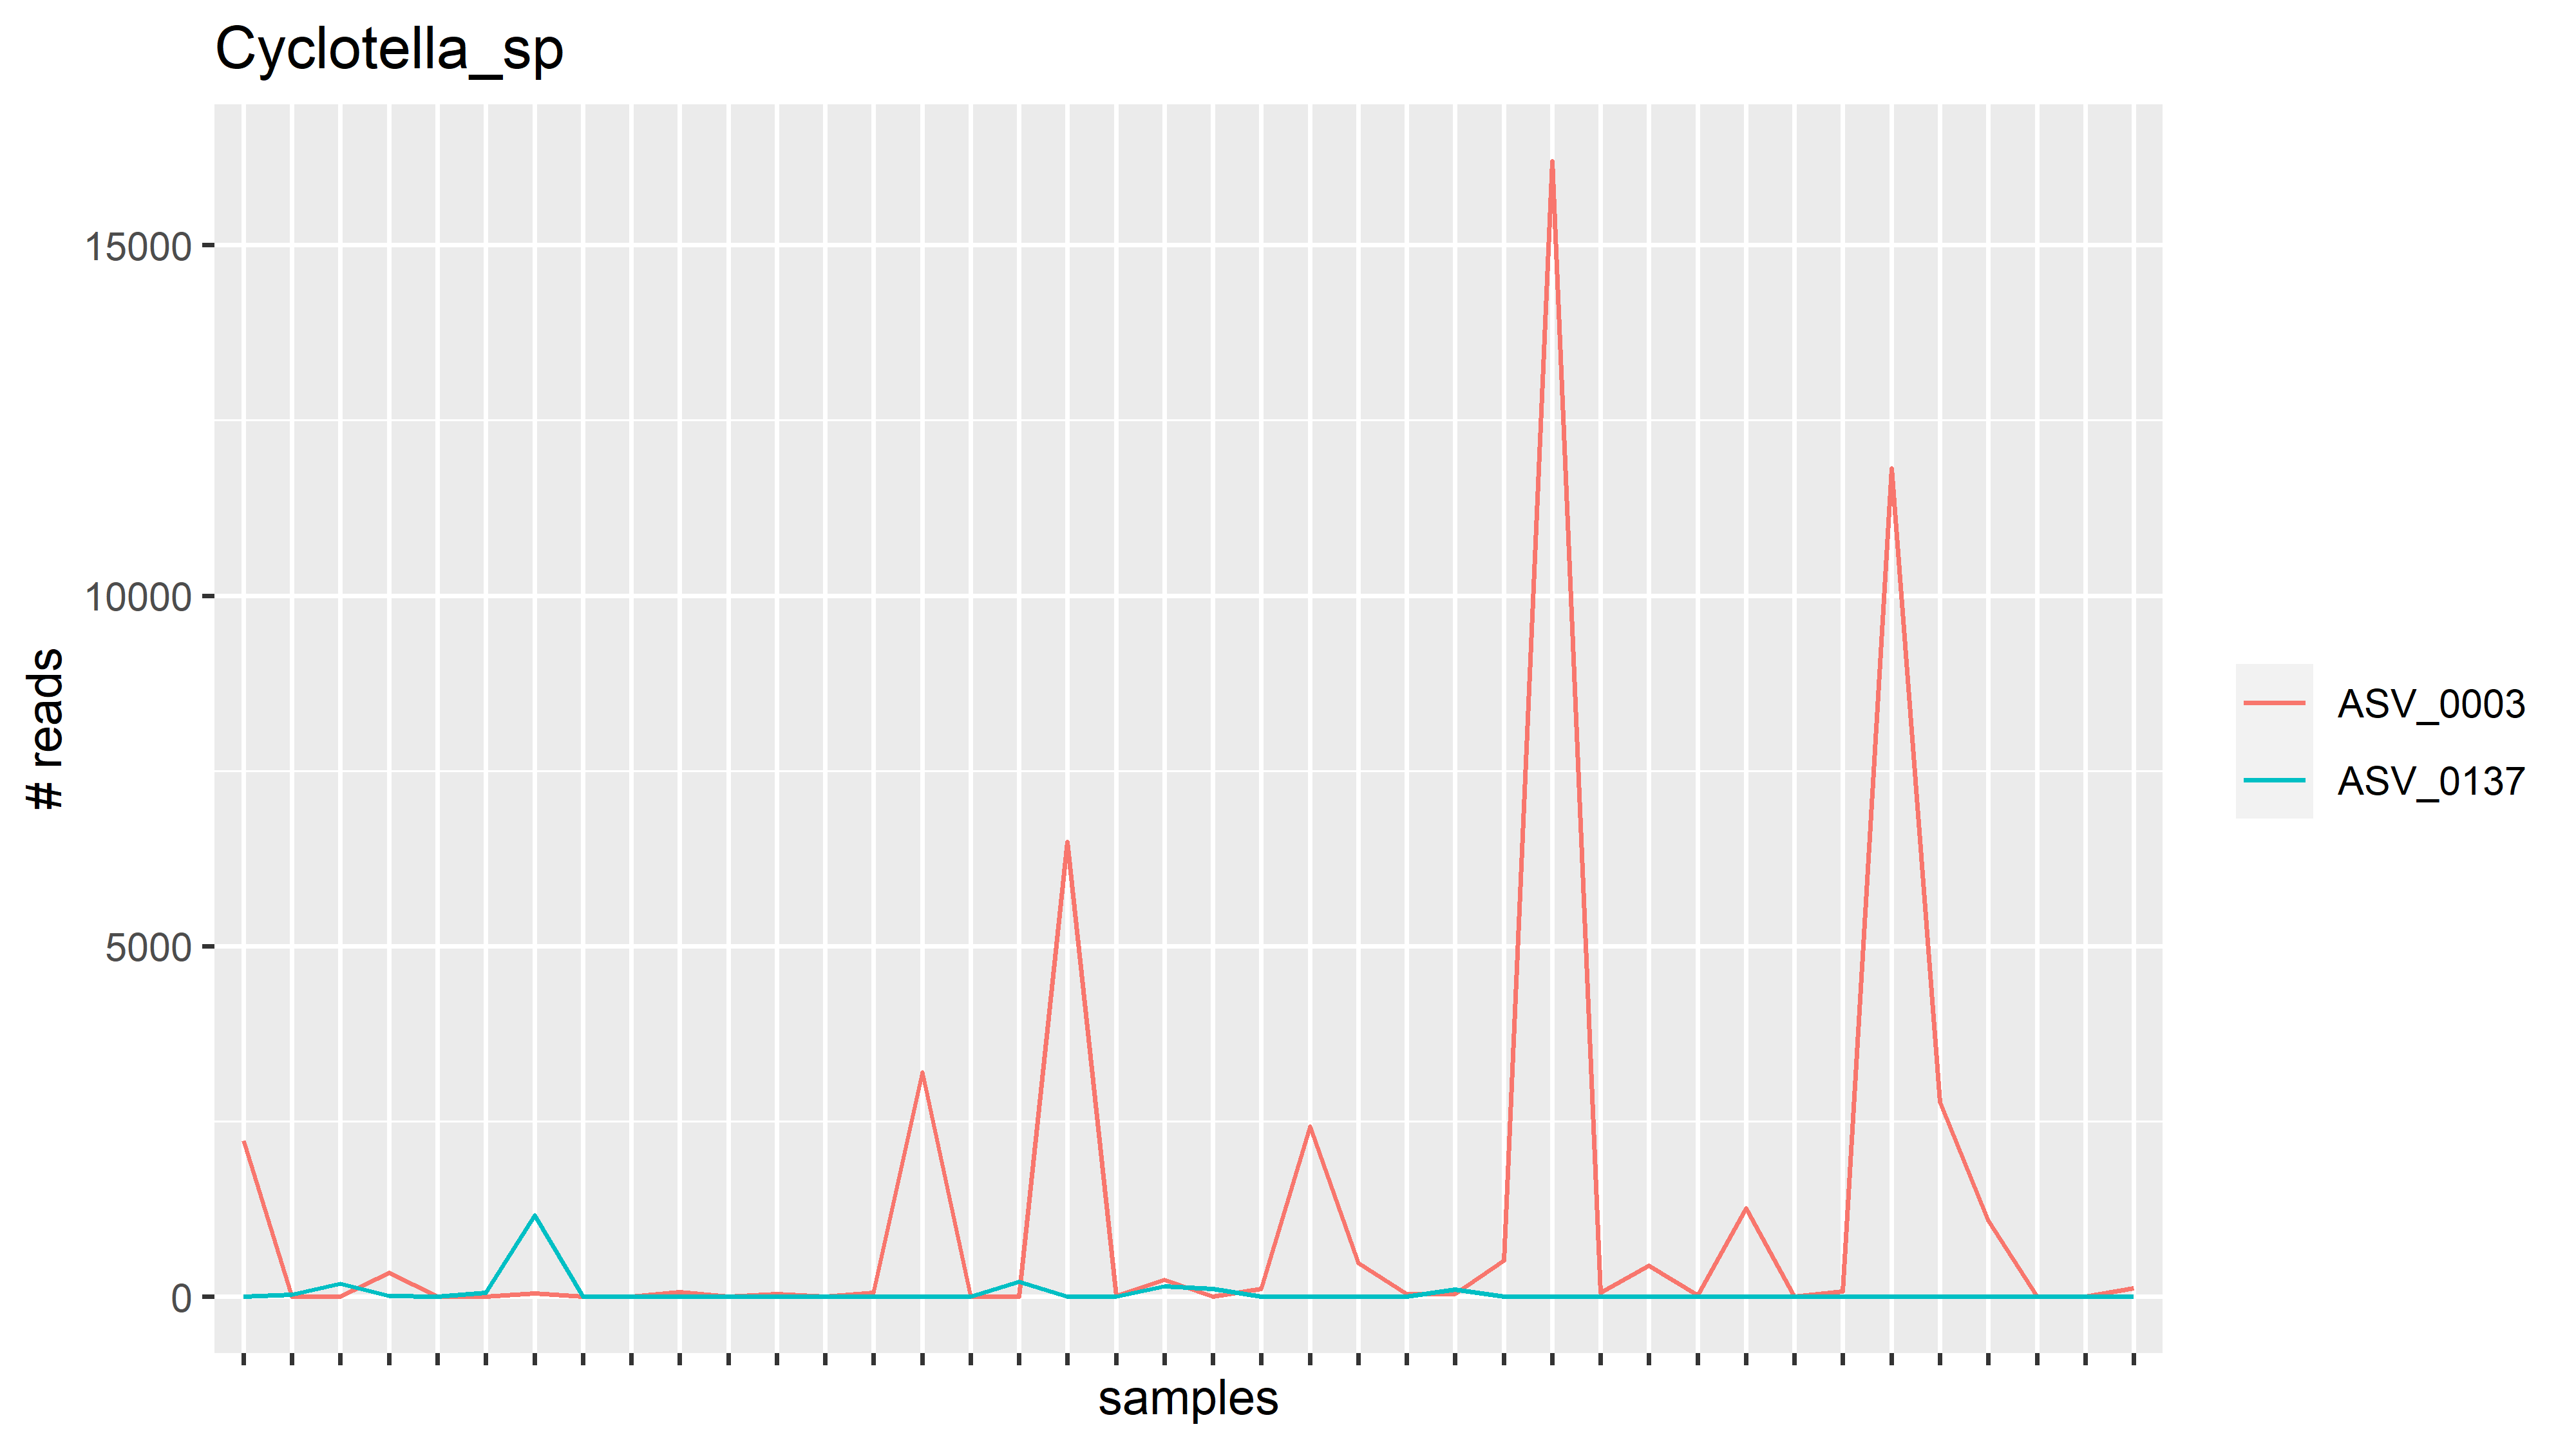 Cyclotella_sp
15000
10000
5000
0
# reads
samples
ASV_0003
ASV_0137